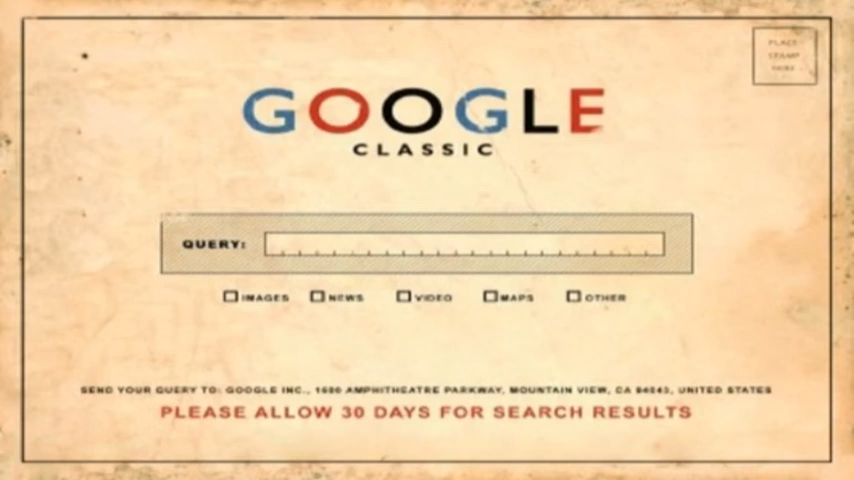 PLACE
STAMP
HERE
GOOGLE
CLASSIC
QUERY:
IMAGES NEWS VIDEO MAPS OTHER
SEND YOUR QUERY TO: GOOGLE INC., 1600 AMPHITHEATRE PARKWAY, MOUNTAIN VIEW, CA 94043, UNITED STATES
PLEASE ALLOW 30 DAYS FOR SEARCH RESULTS